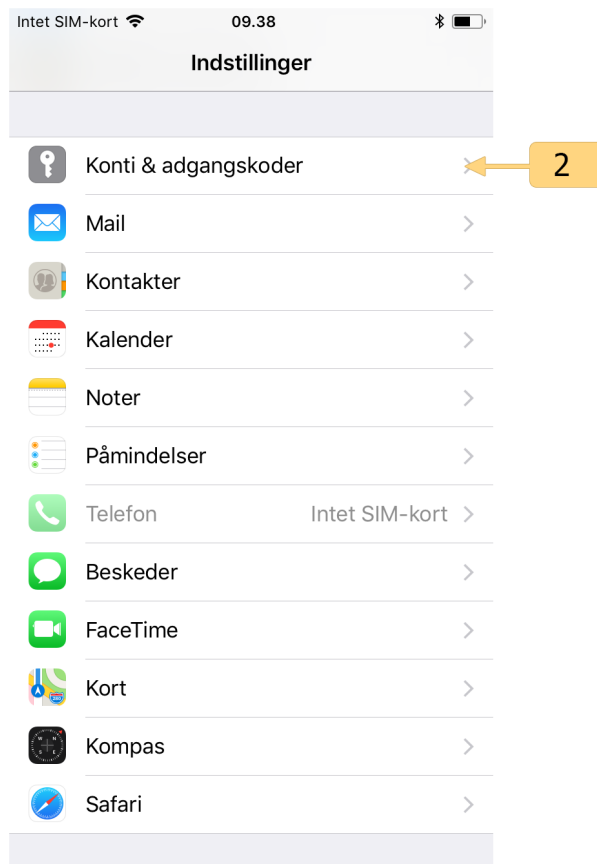 Intet SIM-kort 09.38
Indstillinger
Konti & adgangskoder 2
Mail
Kontakter
Kalender
Noter
Påmindelser
Telefon Intet SIM-kort
Beskeder
FaceTime
Kort
Kompas
Safari